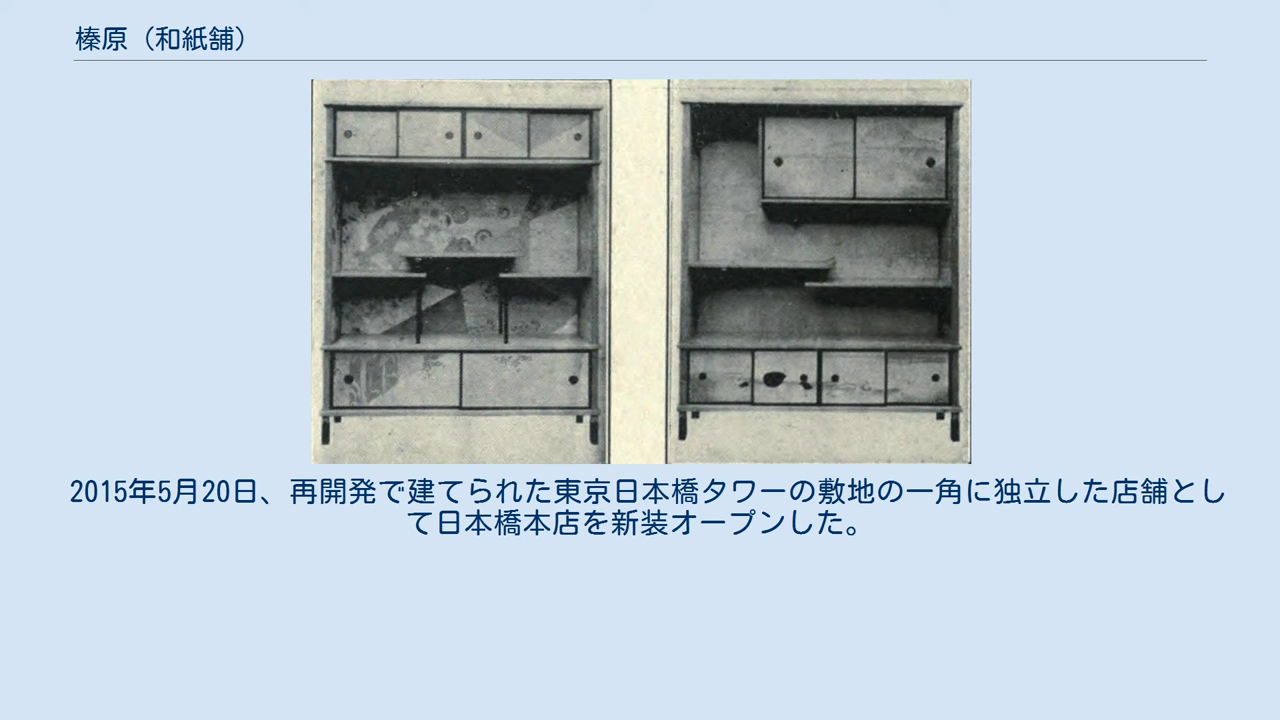 榛原（和紙舗）
2015年5月20日、再開発で建てられた東京日本橋タワーの敷地の一角に独立した店舗とし
て日本橋本店を新装オープンした。